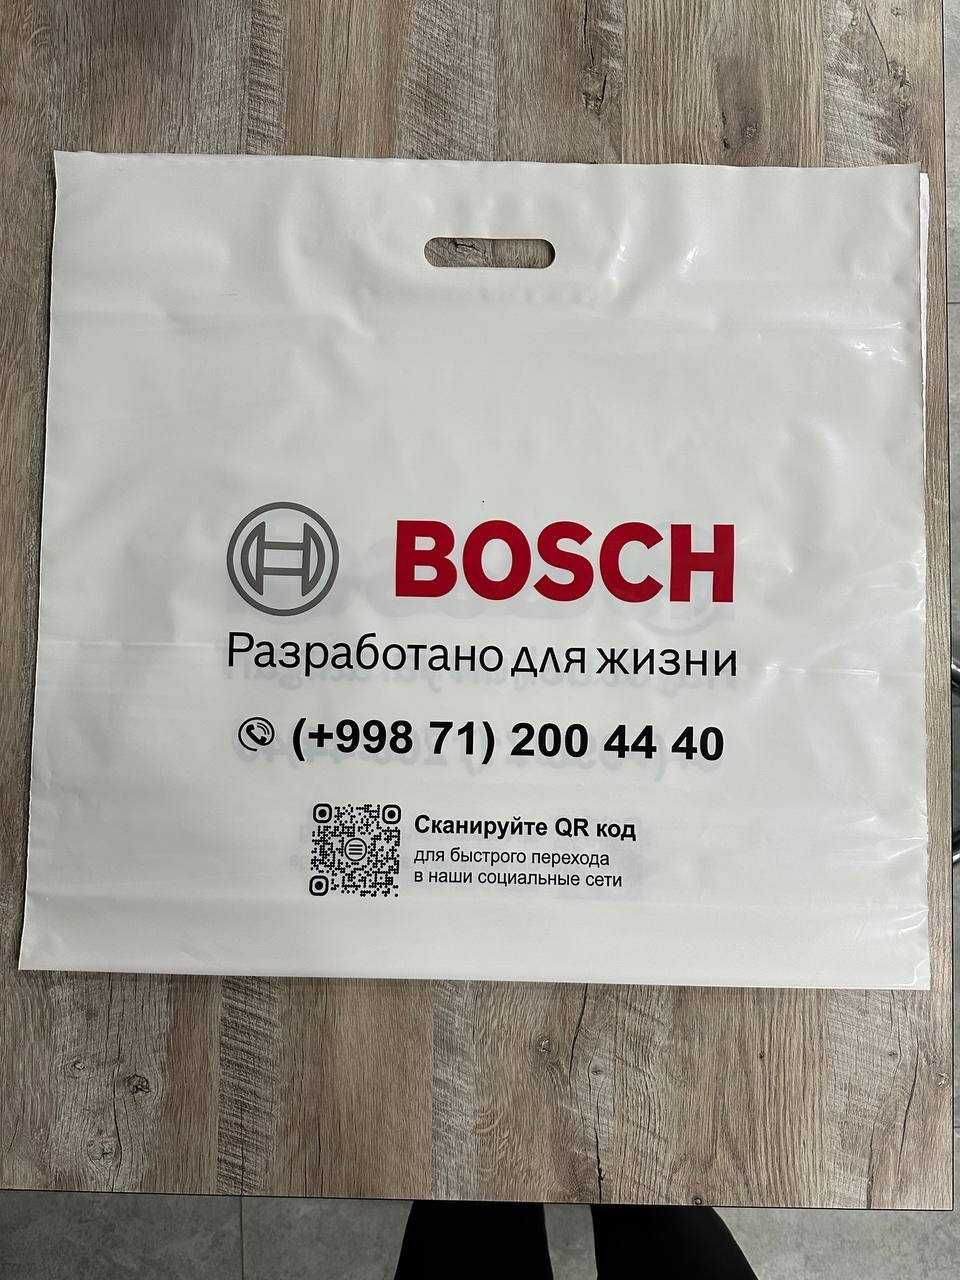 BOSCH
Разработано для жизни
(+998 71) 200 44 40
Сканируйте QR код
для быстрого перехода
в наши социальные сети